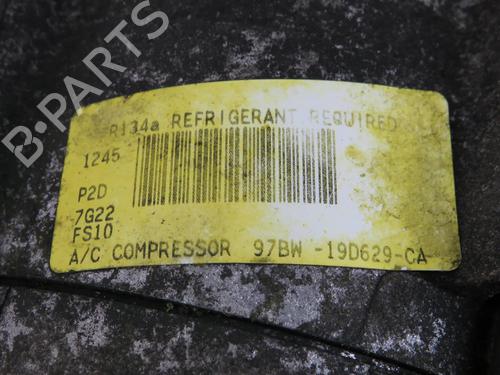 B-PARTS
R134a REFRIGERANT REQUIRED
1245
P2D
7G22
FS10
A/C COMPRESSOR 97BW -19D629-CA